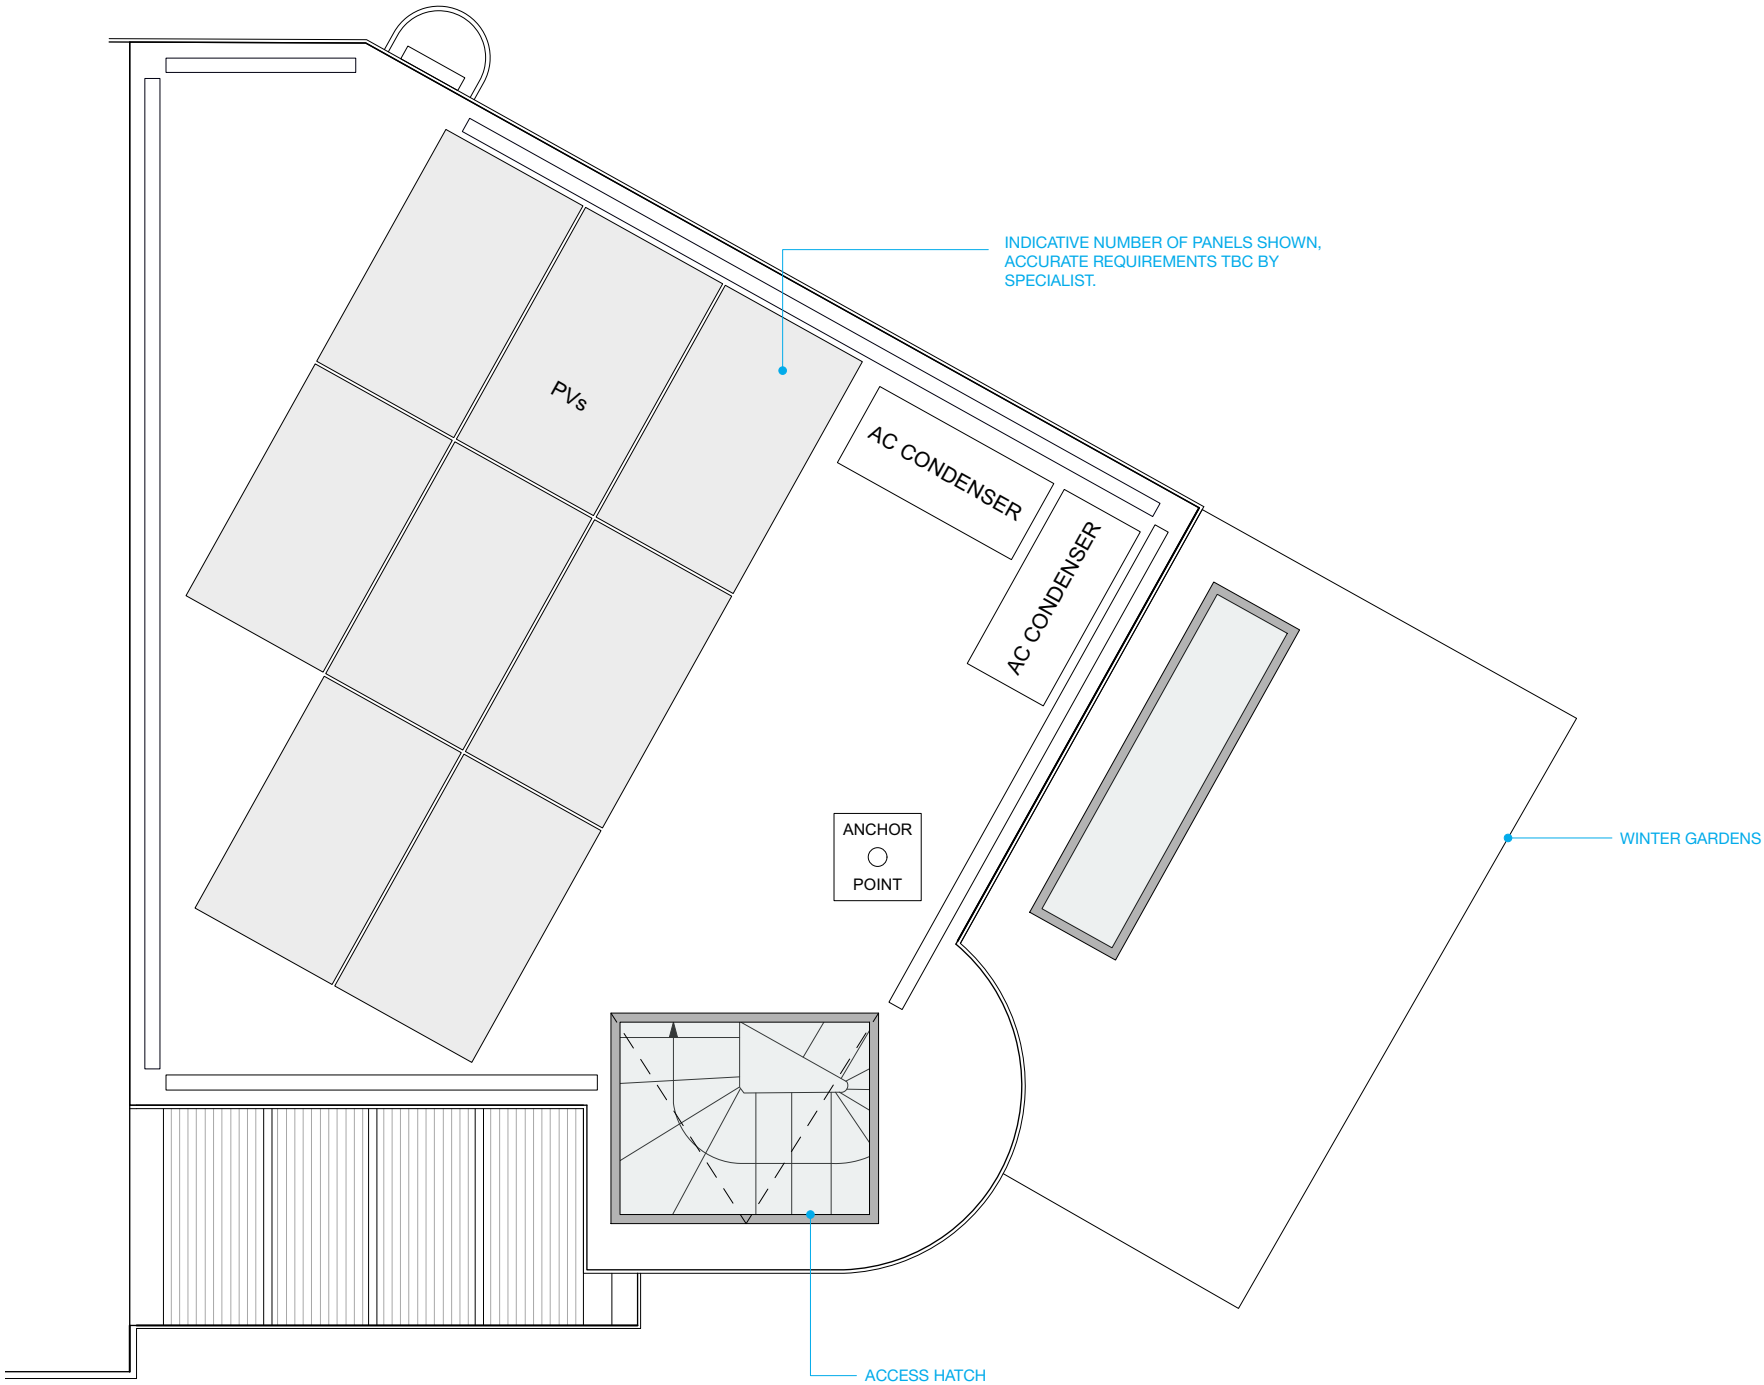 INDICATIVE NUMBER OF PANELS SHOWN,
ACCURATE REQUIREMENTS TBC BY
SPECIALIST.
PVs
AC CONDENSER
AC CONDENSER
ANCHOR
POINT
WINTER GARDENS
ACCESS HATCH